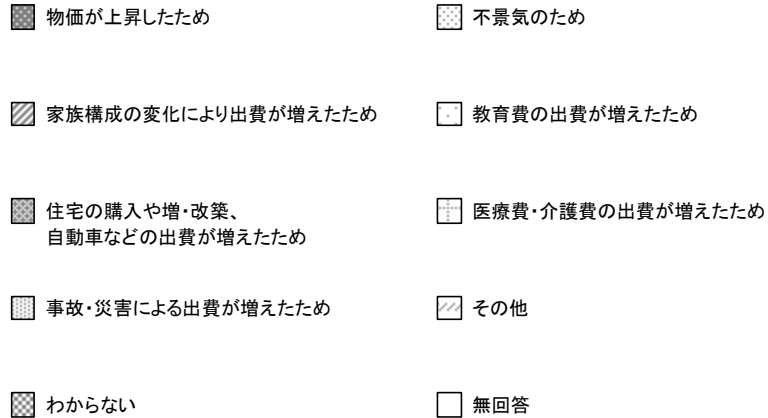 物価が上昇したため
不景気のため
家族構成の変化により出費が増えたため
教育費の出費が増えたため
住宅の購入や増・改築、
自動車などの出費が増えたため
医療費・介護費の出費が増えたため
事故・災害による出費が増えたため
その他
わからない
無回答